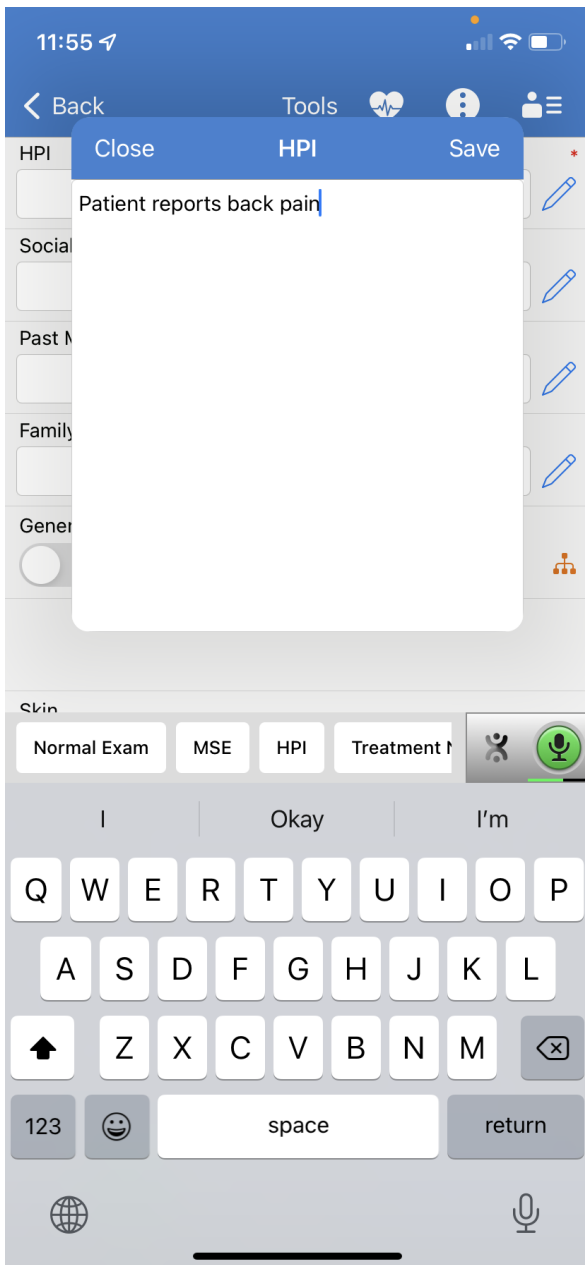 11:55
Back
Tools
Close
HPI
Save
HPI
*
Patient reports back pain
Social
Past M
Family
Gener
Skin
Normal Exam
MSE
HPI
Treatment N
I
Okay
I'm
Q W E R T Y U I O P
A S D F G H J K L
Z X C V B N M
123
space
return